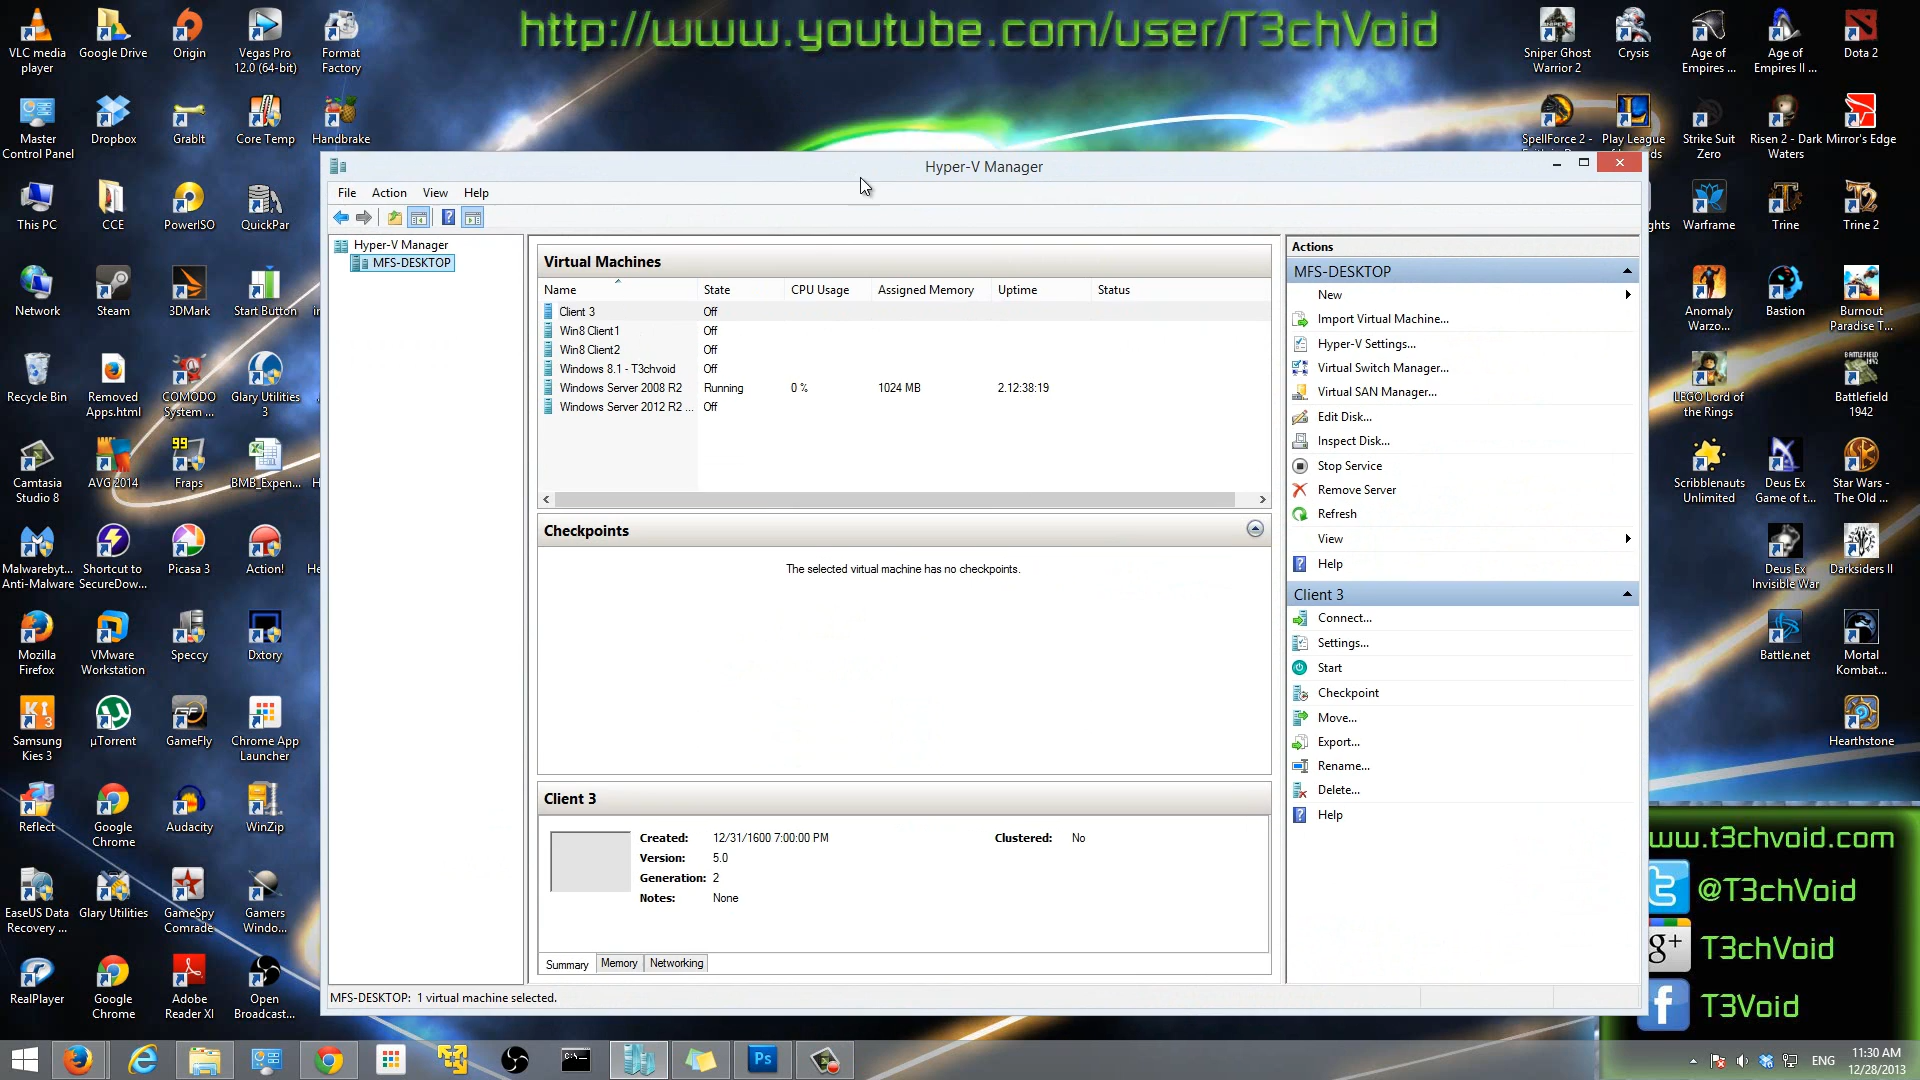 http://www.youtube.com/user/T3chVoid
VLC media player
Google Drive
Origin
Vegas Pro 12.0 (64-bit)
Format Factory
Sniper Ghost Warrior 2
Crysis
Age of Empires ...
Age of Empires II ...
Dota 2
Master Control Panel
Dropbox
GrabIt
Core Temp
Handbrake
SpellForce 2 -
Play League
Strike Suit Zero
Risen 2 - Dark Waters
Mirror's Edge
This PC
CCE
PowerISO
QuickPar
Warframe
Trine
Trine 2
Network
Steam
3DMark
Start Button
Anomaly Warzo...
Bastion
Burnout Paradise T...
Recycle Bin
Removed Apps.html
COMODO System ...
Glary Utilities 3
LEGO Lord of the Rings
Battlefield 1942
Camtasia Studio 8
AVG 2014
99
Fraps
BMB_Expen...
Scribblenauts Unlimited
Deus Ex Game of t...
Star Wars - The Old ...
Malwarebyt... Anti-Malware
Shortcut to SecureDow...
Picasa 3
Action!
Deus Ex Invisible War
Darksiders II
Mozilla Firefox
VMware Workstation
Speccy
Dxtory
Battle.net
Mortal Kombat...
Samsung Kies 3
µTorrent
GameFly
Chrome App Launcher
Hearthstone
Reflect
Google Chrome
Audacity
WinZip
EaseUS Data Recovery ...
Glary Utilities
GameSpy Comrade
Gamers Windo...
RealPlayer
Google Chrome
Adobe Reader XI
Open Broadcast...
Hyper-V Manager
File Action View Help
Hyper-V Manager
MFS-DESKTOP
Virtual Machines
Name State CPU Usage Assigned Memory Uptime Status
Client 3 Off
Win8 Client1 Off
Win8 Client2 Off
Windows 8.1 - T3chvoid Off
Windows Server 2008 R2 Running 0 % 1024 MB 2.12:38:19
Windows Server 2012 R2 ... Off
Checkpoints
The selected virtual machine has no checkpoints.
Client 3
Created: 12/31/1600 7:00:00 PM Clustered: No
Version: 5.0
Generation: 2
Notes: None
Summary Memory Networking
MFS-DESKTOP: 1 virtual machine selected.
Actions
MFS-DESKTOP
New
Import Virtual Machine...
Hyper-V Settings...
Virtual Switch Manager...
Virtual SAN Manager...
Edit Disk...
Inspect Disk...
Stop Service
Remove Server
Refresh
View
Help
Client 3
Connect...
Settings...
Start
Checkpoint
Move...
Export...
Rename...
Delete...
Help
www.t3chvoid.com
@T3chVoid
g+ T3chVoid
f T3Void
Ps
ENG
11:30 AM
12/28/2013